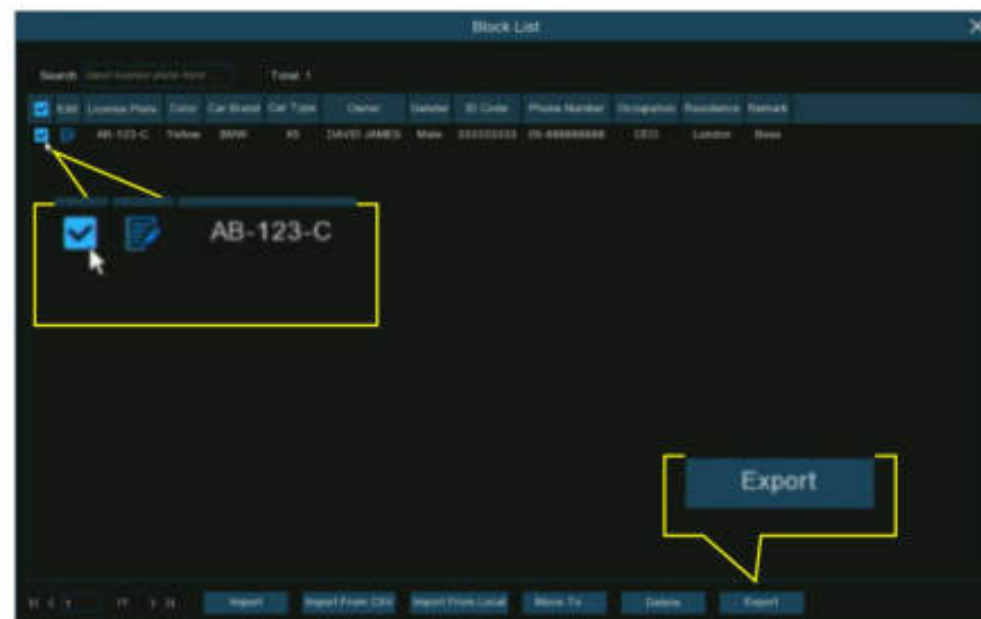 Block List
Search Total: 1
Edit License Plate Color Car Brand Car Type Owner Gender ID Code Phone Number Occupation Residence Remark
AB-123-C Yellow BMW DAVID JAMES Male CEO London Boss
AB-123-C
Export
1 Import Import From CSV Import From Local Move To Delete Export